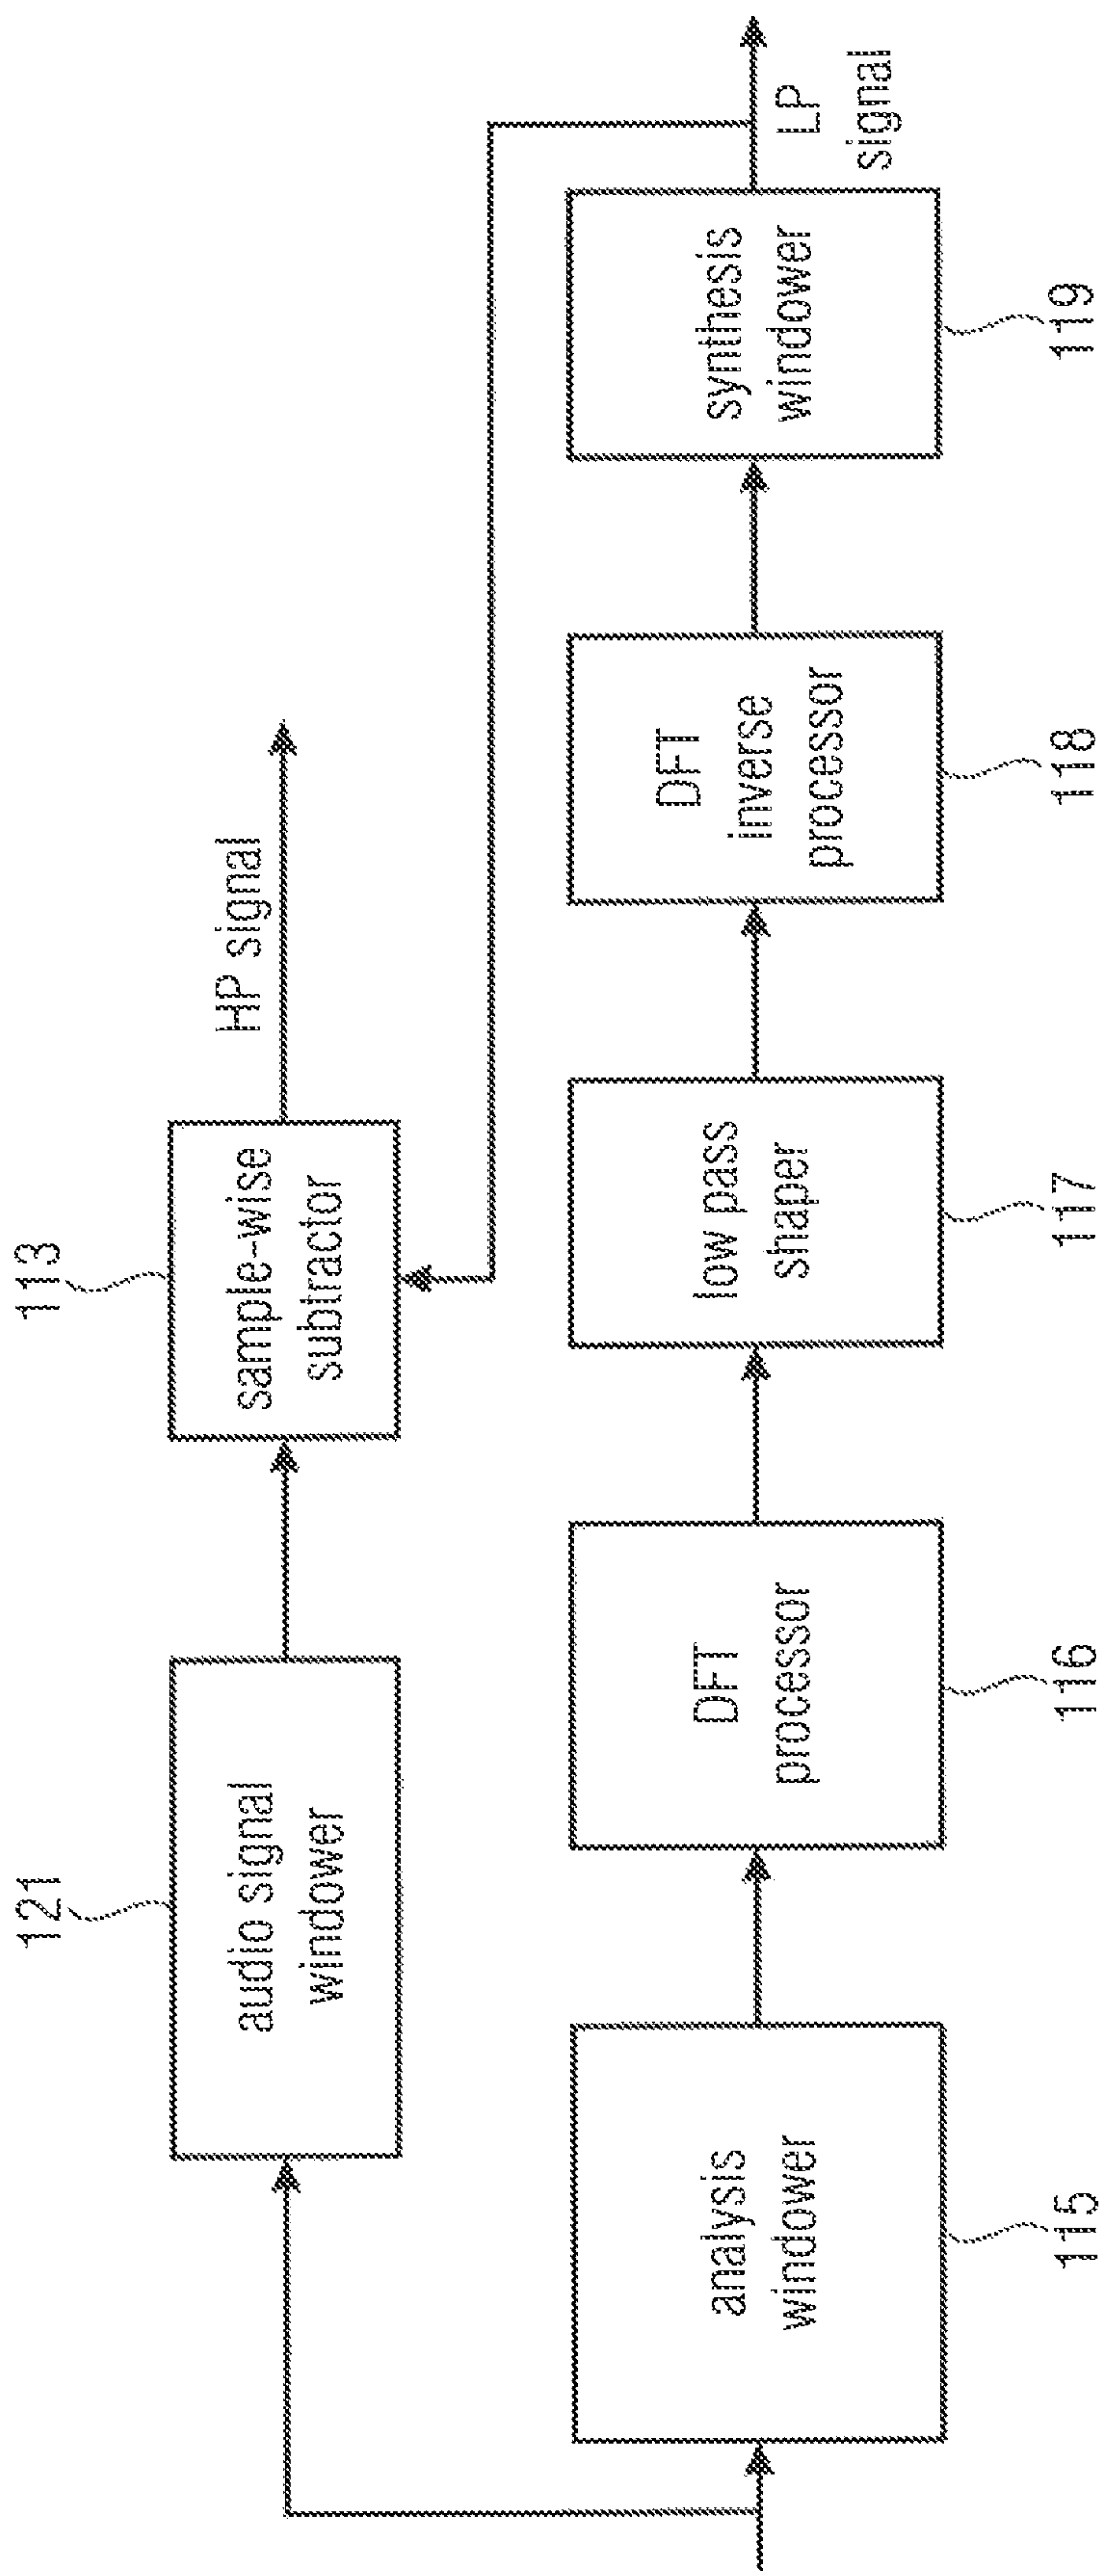 121
audio signal
windower
113
sample-wise
subtractor
HP signal
analysis
windower
115
DFT
processor
116
low pass
shaper
117
DFT
inverse
processor
118
synthesis
windower
119
LP
signal